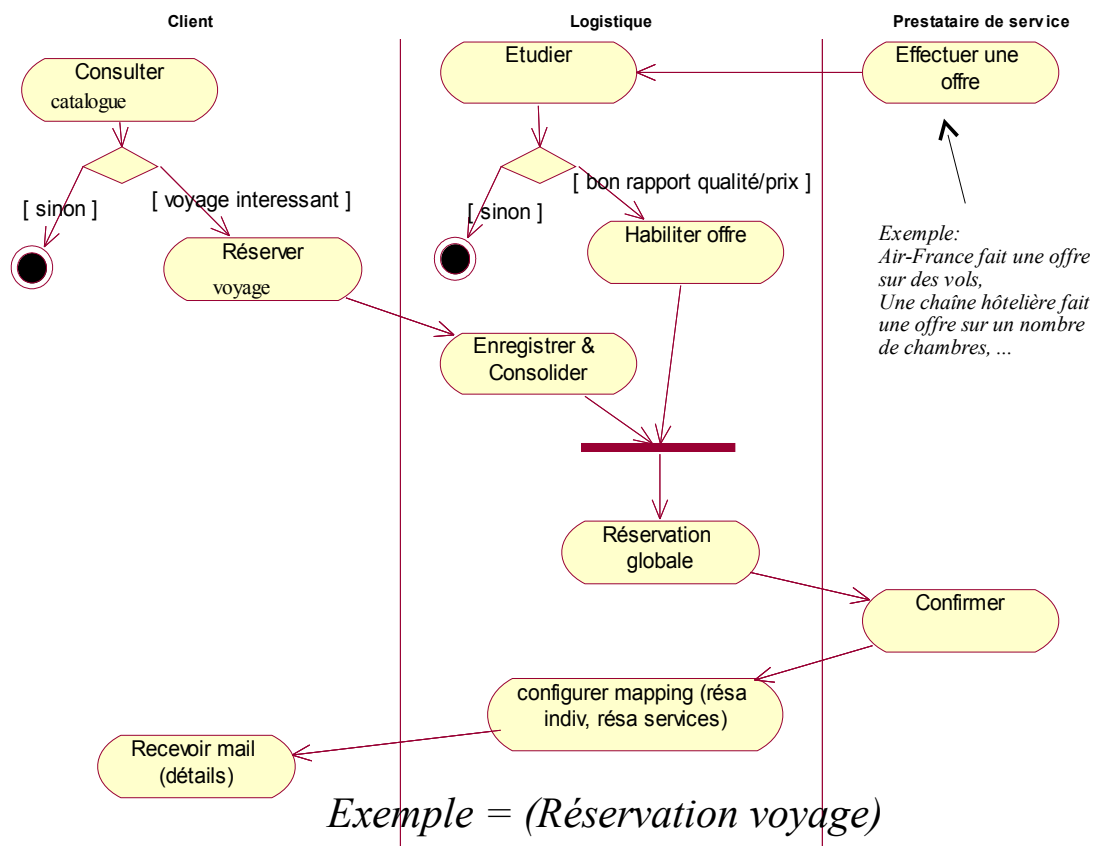 Client
Logistique
Prestataire de service
Consulter
catalogue
Etudier
Effectuer une
offre
[ sinon ]
[ voyage interessant ]
[ sinon ]
[ bon rapport qualité/prix ]
Réserver
voyage
Habiliter offre
Exemple:
Air-France fait une offre
sur des vols,
Une chaîne hôtelière fait
une offre sur un nombre
de chambres, ...
Enregistrer &
Consolider
Réservation
globale
Confirmer
configurer mapping (résa
indiv, résa services)
Recevoir mail
(détails)
Exemple = (Réservation voyage)